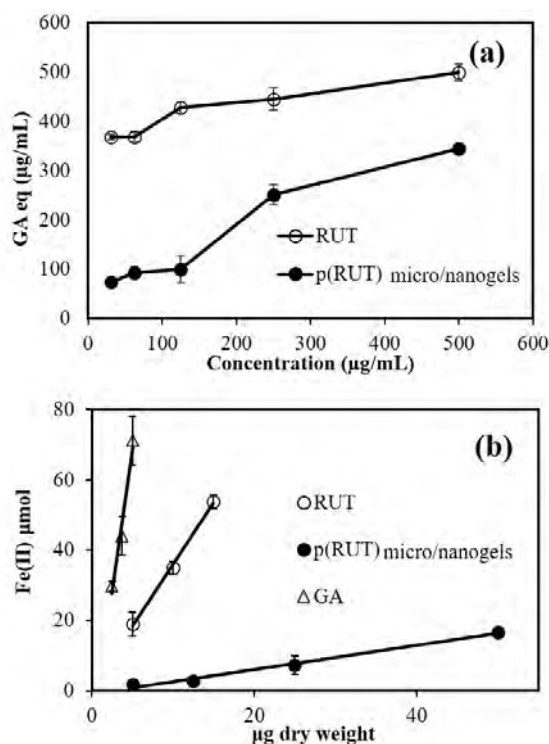 600
(a)
500
400
300
200
100
0
GA eq (µg/mL)
RUT
p(RUT) micro/nanogels
0 100 200 300 400 500 600
Concentration (µg/mL)
80
(b)
60
40
20
0
Fe(II) µmol
RUT
p(RUT) micro/nanogels
GA
0 20 40
µg dry weight